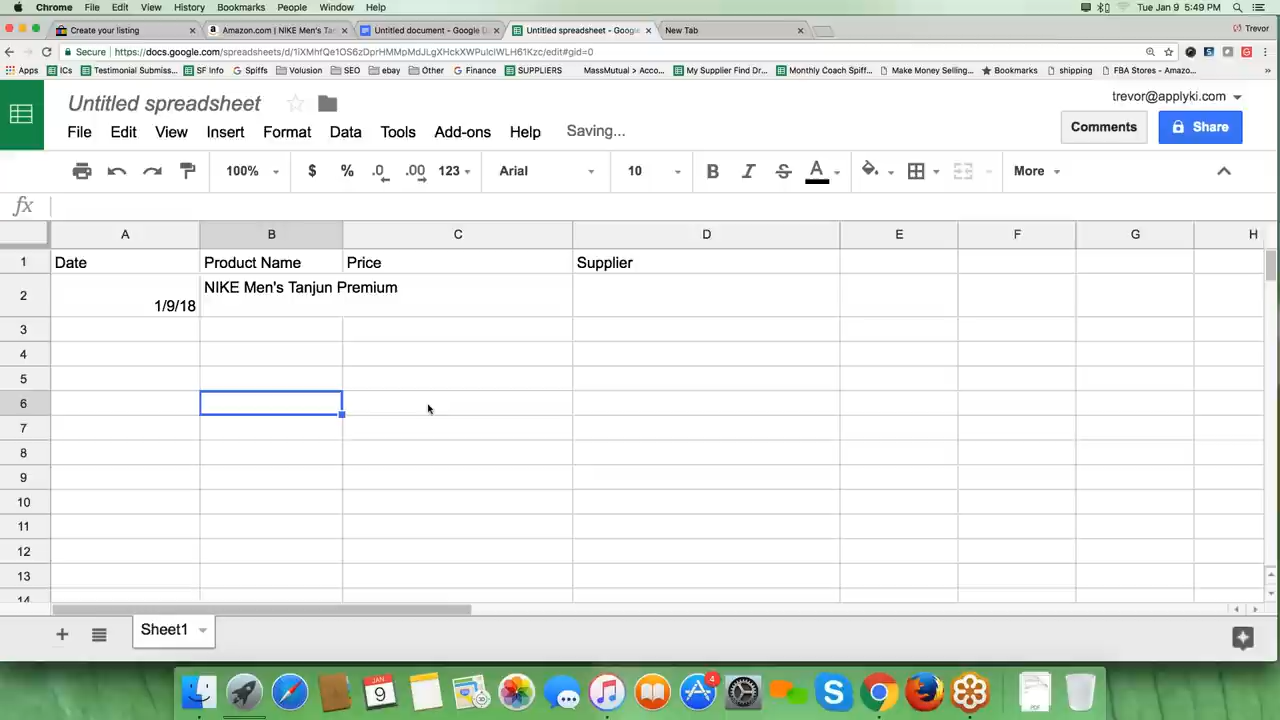 Chrome File Edit View History Bookmarks People Window Help Tue Jan 9 5:49 PM
Create your listing Amazon.com | NIKE Men's Ta Untitled document - Google D Untitled spreadsheet - Goog New Tab Trevor
Secure https://docs.google.com/spreadsheets/d/
Apps ICs Testimonial Submiss... SF Info Spiffs Volusion SEO ebay Other Finance SUPPLIERS MassMutual > Acco... My Supplier Find Dr... Monthly Coach Spiff... Make Money Selling... Bookmarks shipping FBA Stores - Amazo... »
Untitled spreadsheet trevor@applyki.com
File Edit View Insert Format Data Tools Add-ons Help Saving... Comments Share
100% $ % .0 .00 123 Arial 10 B I S A More
fx
A B C D E F G H
1 Date Product Name Price Supplier
2 1/9/18 NIKE Men's Tanjun Premium
3
4
5
6
7
8
9
10
11
12
13
14
+ Sheet1
JAN 9 30 4 S PDF